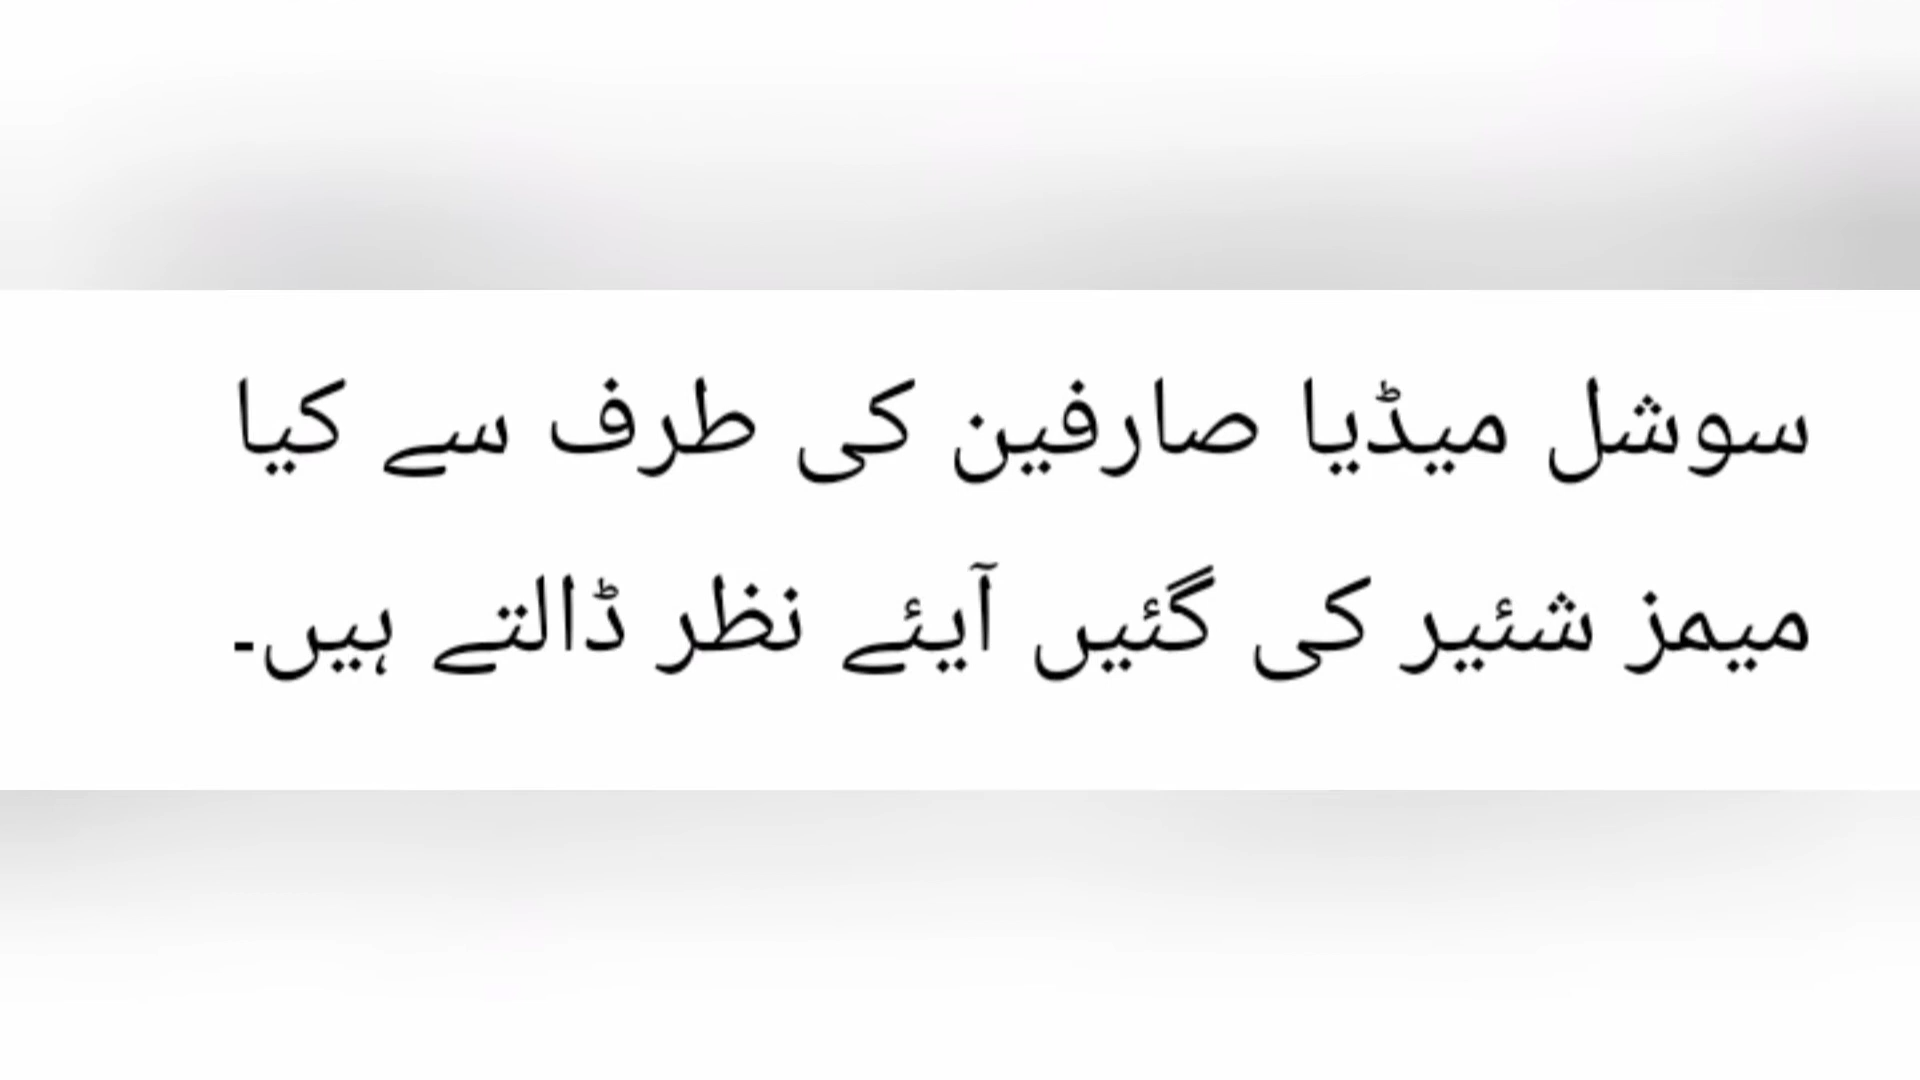 سوشل میڈیا صارفین کی طرف سے کیا
میمز شئیر کی گئیں آیئے نظر ڈالتے ہیں۔